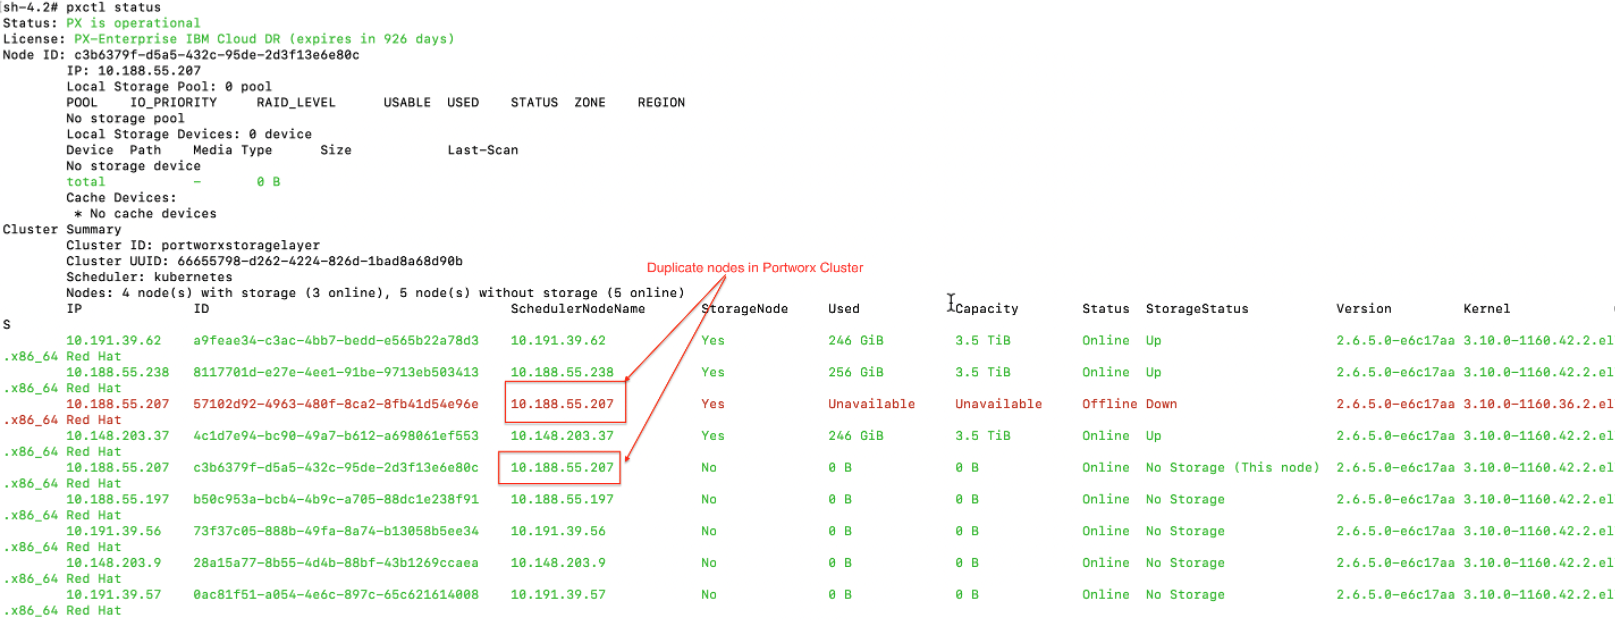 [sh-4.2# pxctl status
Status: PX is operational
License: PX-Enterprise IBM Cloud DR (expires in 926 days)
Node ID: c3b6379f-d5a5-432c-95de-2d3f13e6e80c
IP: 10.188.55.207
Local Storage Pool: 0 pool
POOL IO_PRIORITY RAID_LEVEL USABLE USED STATUS ZONE REGION
No storage pool
Local Storage Devices: 0 device
Device Path Media Type Size Last-Scan
No storage device
total - 0 B
Cache Devices:
* No cache devices
Cluster Summary
Cluster ID: portworxstoragelayer
Cluster UUID: 66655798-d262-4224-826d-1bad8a68d90b
Scheduler: kubernetes
Duplicate nodes in Portworx Cluster
Nodes: 4 node(s) with storage (3 online), 5 node(s) without storage (5 online)
IP ID SchedulerNodeName StorageNode Used Capacity Status StorageStatus Version Kernel
S
10.191.39.62 a9feae34-c3ac-4bb7-bedd-e565b22a78d3 10.191.39.62 Yes 246 GiB 3.5 TiB Online Up 2.6.5.0-e6c17aa 3.10.0-1160.42.2.el
.x86_64 Red Hat
10.188.55.238 8117701d-e27e-4ee1-91be-9713eb503413 10.188.55.238 Yes 256 GiB 3.5 TiB Online Up 2.6.5.0-e6c17aa 3.10.0-1160.42.2.el
.x86_64 Red Hat
10.188.55.207 57102d92-4963-480f-8ca2-8fb41d54e96e 10.188.55.207 Yes Unavailable Unavailable Offline Down 2.6.5.0-e6c17aa 3.10.0-1160.36.2.el
.x86_64 Red Hat
10.148.203.37 4c1d7e94-bc90-49a7-b612-a698061ef553 10.148.203.37 Yes 246 GiB 3.5 TiB Online Up 2.6.5.0-e6c17aa 3.10.0-1160.42.2.el
.x86_64 Red Hat
10.188.55.207 c3b6379f-d5a5-432c-95de-2d3f13e6e80c 10.188.55.207 No 0 B 0 B Online No Storage (This node) 2.6.5.0-e6c17aa 3.10.0-1160.42.2.el
.x86_64 Red Hat
10.188.55.197 b50c953a-bcb4-4b9c-a705-88dc1e238f91 10.188.55.197 No 0 B 0 B Online No Storage 2.6.5.0-e6c17aa 3.10.0-1160.42.2.el
.x86_64 Red Hat
10.191.39.56 73f37c05-888b-49fa-8a74-b13058b5ee34 10.191.39.56 No 0 B 0 B Online No Storage 2.6.5.0-e6c17aa 3.10.0-1160.42.2.el
.x86_64 Red Hat
10.148.203.9 28a15a77-8b55-4d4b-88bf-43b1269ccaea 10.148.203.9 No 0 B 0 B Online No Storage 2.6.5.0-e6c17aa 3.10.0-1160.42.2.el
.x86_64 Red Hat
10.191.39.57 0ac81f51-a054-4e6c-897c-65c621614008 10.191.39.57 No 0 B 0 B Online No Storage 2.6.5.0-e6c17aa 3.10.0-1160.42.2.el
.x86_64 Red Hat